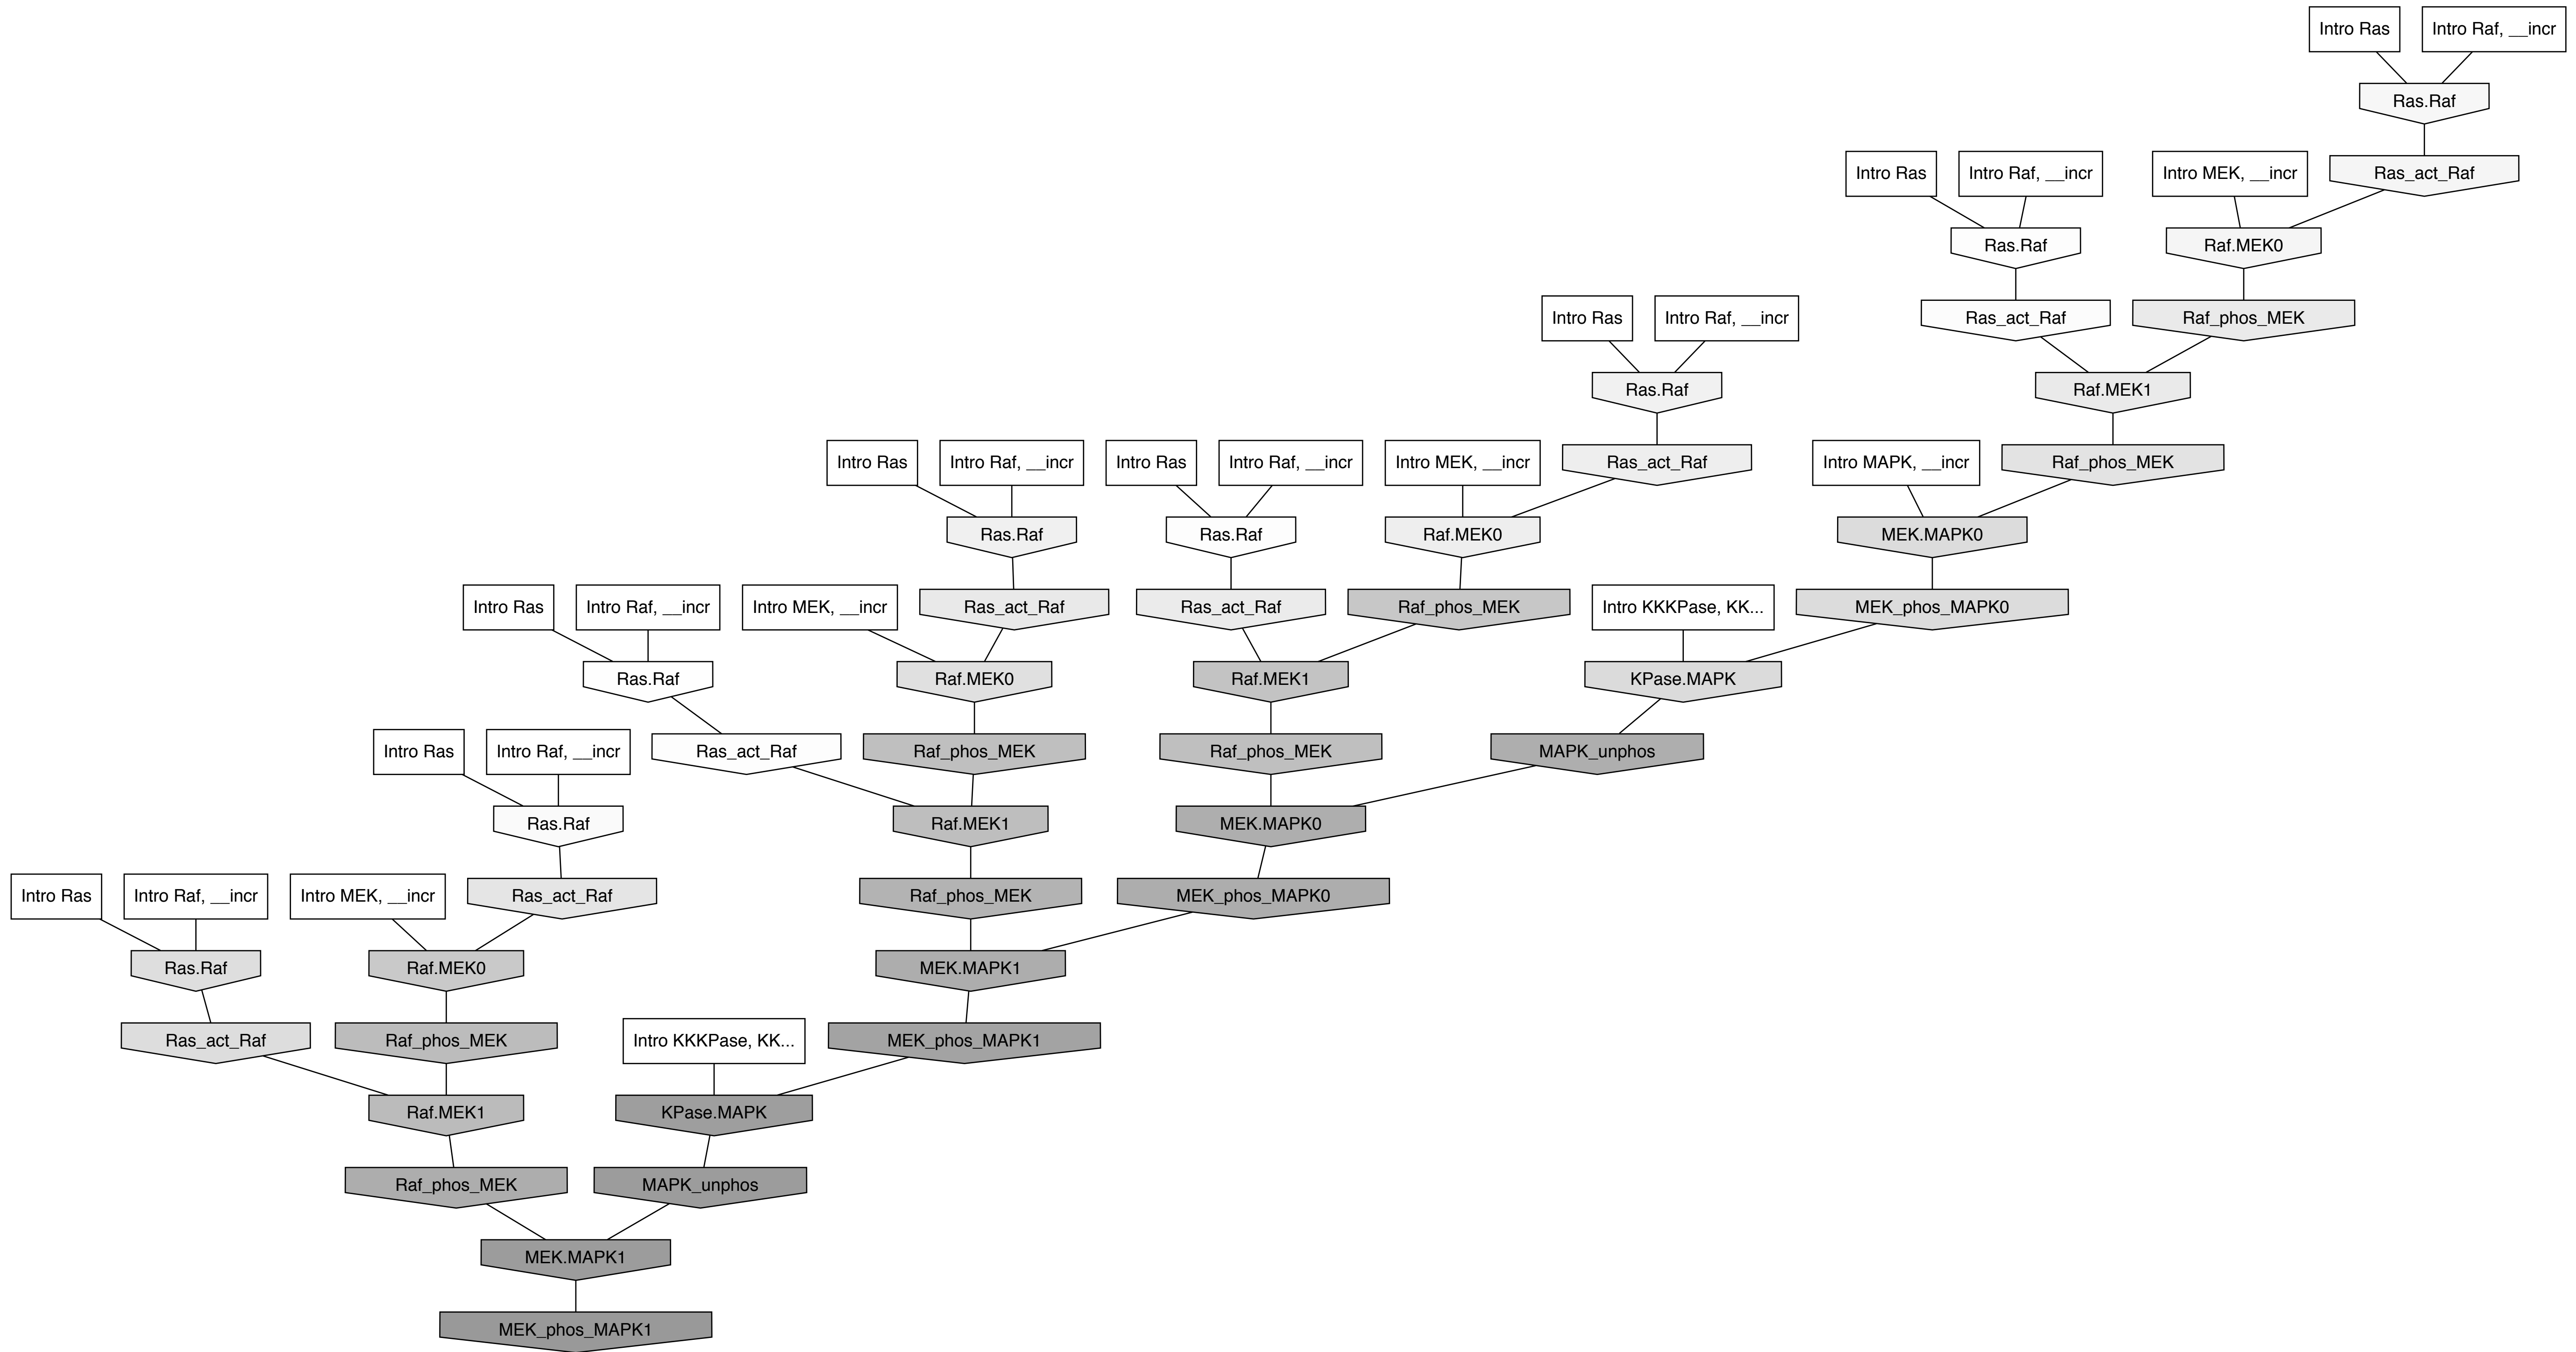 Intro Ras
Intro Raf, __incr
Ras.Raf
Intro Ras
Intro Raf, __incr
Intro MEK, __incr
Ras_act_Raf
Ras.Raf
Raf.MEK0
Intro Ras
Intro Raf, __incr
Ras_act_Raf
Raf_phos_MEK
Ras.Raf
Raf.MEK1
Intro Ras
Intro Raf, __incr
Intro Ras
Intro Raf, __incr
Intro MEK, __incr
Ras_act_Raf
Intro MAPK, __incr
Raf_phos_MEK
Ras.Raf
Ras.Raf
Raf.MEK0
MEK.MAPK0
Intro Ras
Intro Raf, __incr
Intro MEK, __incr
Ras_act_Raf
Ras_act_Raf
Raf_phos_MEK
Intro KKKPase, KK...
MEK_phos_MAPK0
Ras.Raf
Raf.MEK0
Raf.MEK1
KPase.MAPK
Intro Ras
Intro Raf, __incr
Ras_act_Raf
Raf_phos_MEK
Raf_phos_MEK
MAPK_unphos
Ras.Raf
Raf.MEK1
MEK.MAPK0
Intro Ras
Intro Raf, __incr
Intro MEK, __incr
Ras_act_Raf
Raf_phos_MEK
MEK_phos_MAPK0
Ras.Raf
Raf.MEK0
MEK.MAPK1
Ras_act_Raf
Raf_phos_MEK
Intro KKKPase, KK...
MEK_phos_MAPK1
Raf.MEK1
KPase.MAPK
Raf_phos_MEK
MAPK_unphos
MEK.MAPK1
MEK_phos_MAPK1